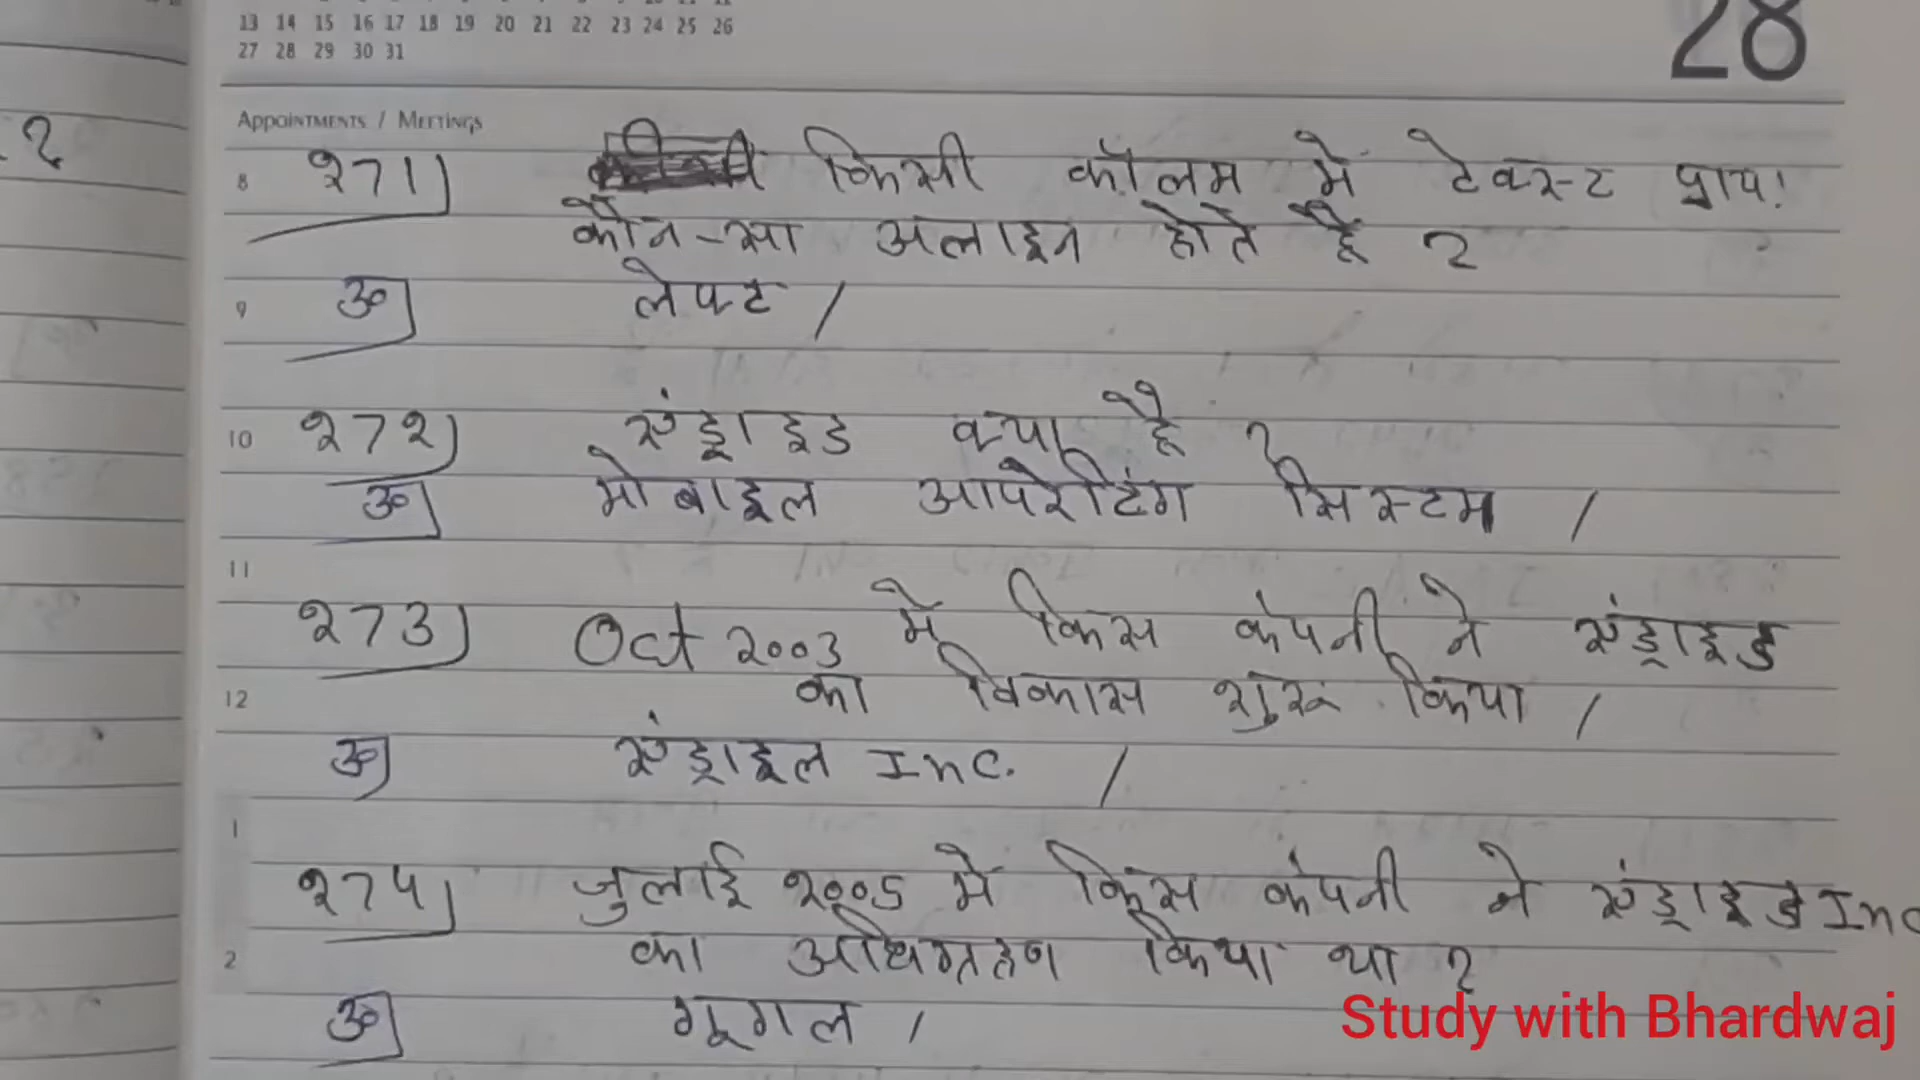 13 14 15 16 17 18 19 20 21 22 23 24 25 26
27 28 29 30 31
28
Appointments / Meetings
8 271) किसी कॉलम में टेक्स्ट प्राय:
कौन-सा अलाइन होते है ?
9 उ) लेफ्ट /
10 272) एंड्राइड क्या है ?
उ) मोबाइल आपरेटिंग सिस्टम /
11
273) Oct 2003 में किस कंपनी ने एंड्राइड
12 का विकास शुरू किया /
उ) एंड्राइल Inc. /
1
274) जुलाई 2005 में किस कंपनी ने एंड्राइड Inc
2 का अधिग्रहण किया था ?
उ) गूगल /
Study with Bhardwaj